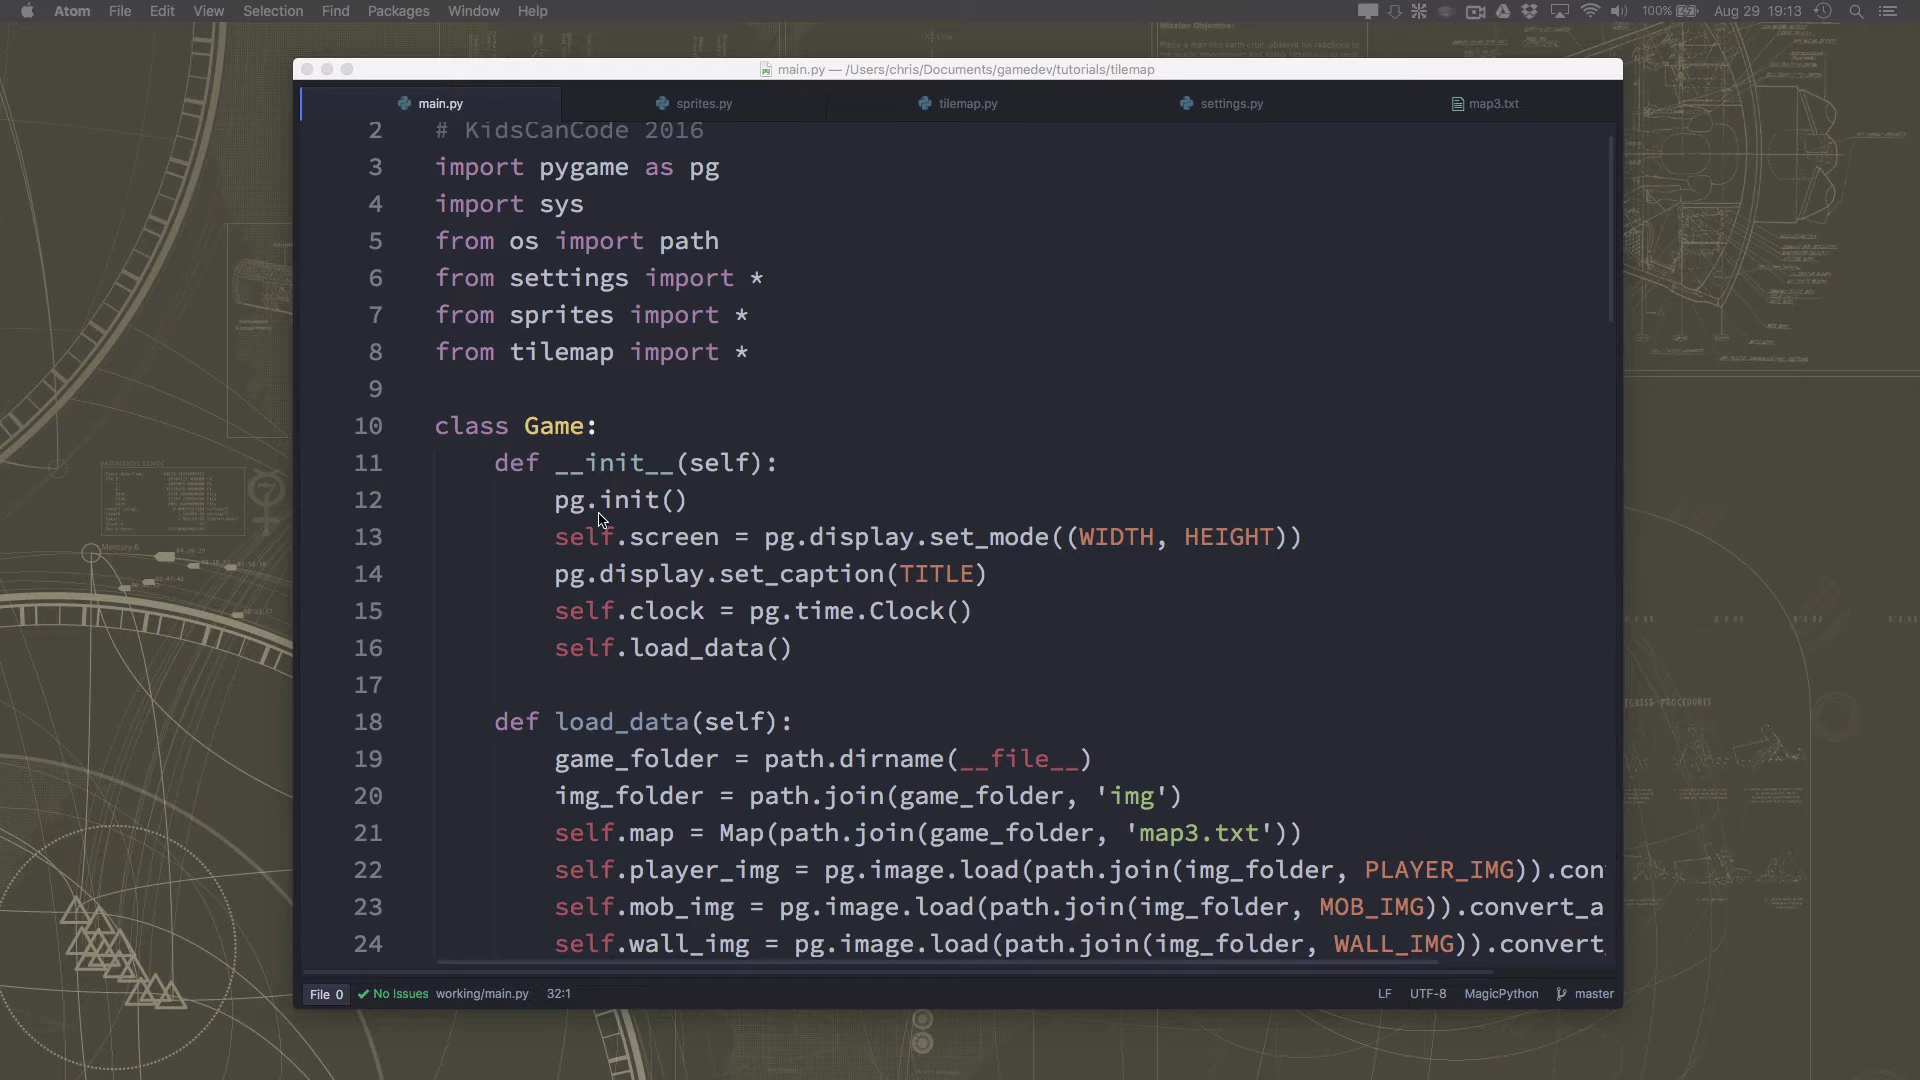 Atom File Edit View Selection Find Packages Window Help
100% Aug 29 19:13
main.py — /Users/chris/Documents/gamedev/tutorials/tilemap
main.py sprites.py tilemap.py settings.py map3.txt
2 # KidsCanCode 2016
3 import pygame as pg
4 import sys
5 from os import path
6 from settings import *
7 from sprites import *
8 from tilemap import *
9
10 class Game:
11 def __init__(self):
12 pg.init()
13 self.screen = pg.display.set_mode((WIDTH, HEIGHT))
14 pg.display.set_caption(TITLE)
15 self.clock = pg.time.Clock()
16 self.load_data()
17
18 def load_data(self):
19 game_folder = path.dirname(__file__)
20 img_folder = path.join(game_folder, 'img')
21 self.map = Map(path.join(game_folder, 'map3.txt'))
22 self.player_img = pg.image.load(path.join(img_folder, PLAYER_IMG)).con
23 self.mob_img = pg.image.load(path.join(img_folder, MOB_IMG)).convert_a
24 self.wall_img = pg.image.load(path.join(img_folder, WALL_IMG)).convert
File 0 No Issues working/main.py 32:1 LF UTF-8 MagicPython master
Mission Objective:
Memory 6